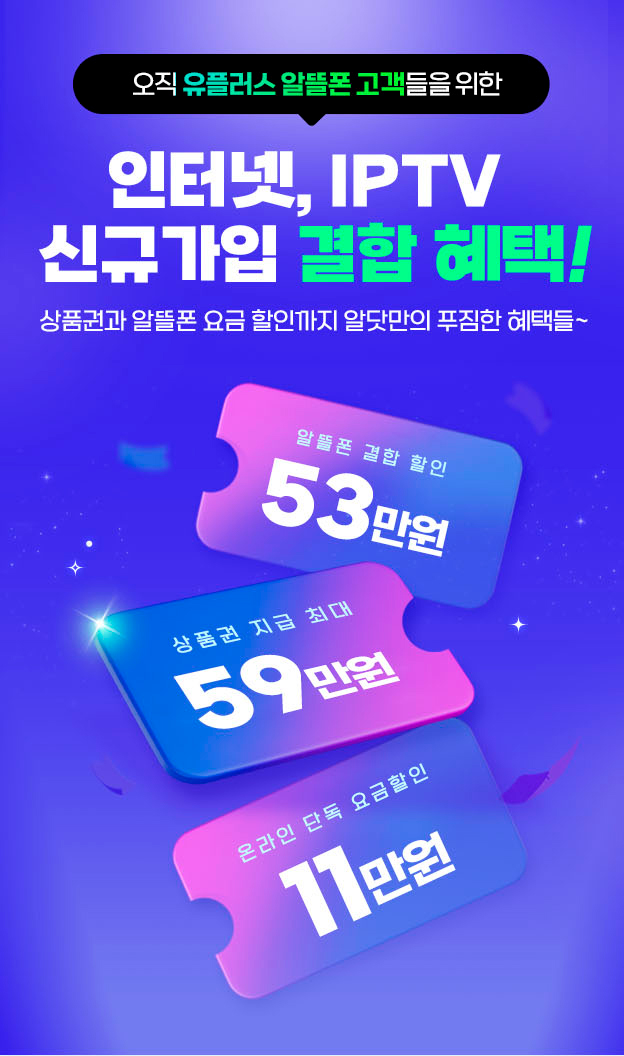 오직 유플러스 알뜰폰 고객들을 위한
인터넷, IPTV
신규가입 결합 혜택!
상품권과 알뜰폰 요금 할인까지 알닷만의 푸짐한 혜택들~
알뜰폰 결합 할인
53만원
상품권 지급 최대
59만원
온라인 단독 요금할인
11만원